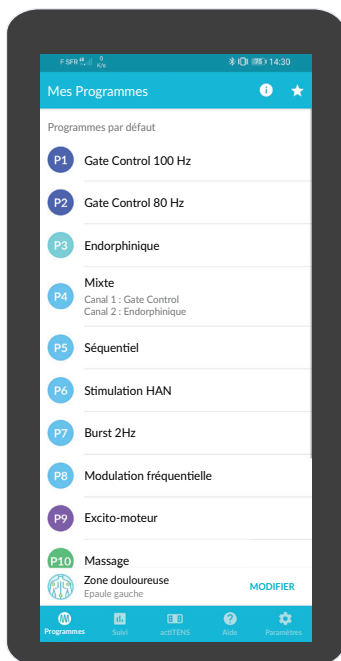 F SFR 0 K/s 75 14:30
Mes Programmes
Programmes par défaut
P1 Gate Control 100 Hz
P2 Gate Control 80 Hz
P3 Endorphinique
P4 Mixte
Canal 1 : Gate Control
Canal 2 : Endorphinique
P5 Séquentiel
P6 Stimulation HAN
P7 Burst 2Hz
P8 Modulation fréquentielle
P9 Excito-moteur
P10 Massage
Zone douloureuse
Epaule gauche
MODIFIER
Programmes Suivi actiTENS Aide Paramètres